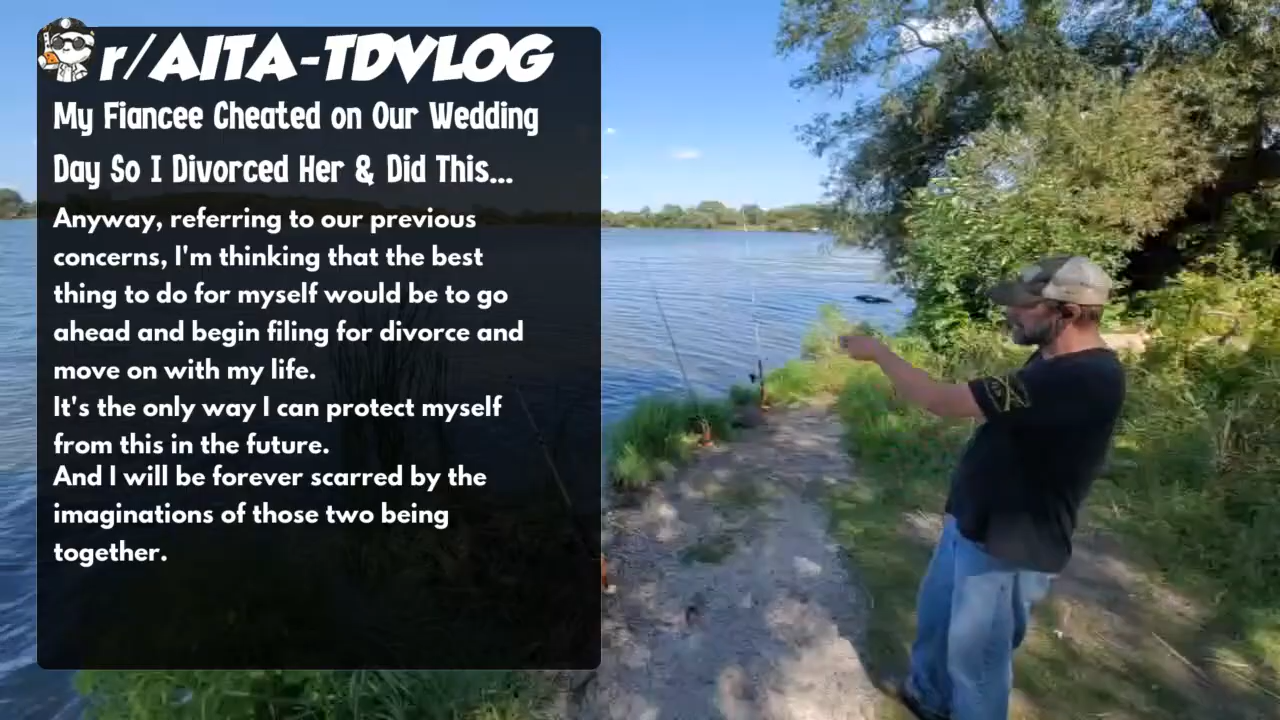 r/AITA-TDVLOG
My Fiancee Cheated on Our Wedding
Day So I Divorced Her & Did This...
Anyway, referring to our previous
concerns, I'm thinking that the best
thing to do for myself would be to go
ahead and begin filing for divorce and
move on with my life.
It's the only way I can protect myself
from this in the future.
And I will be forever scarred by the
imaginations of those two being
together.